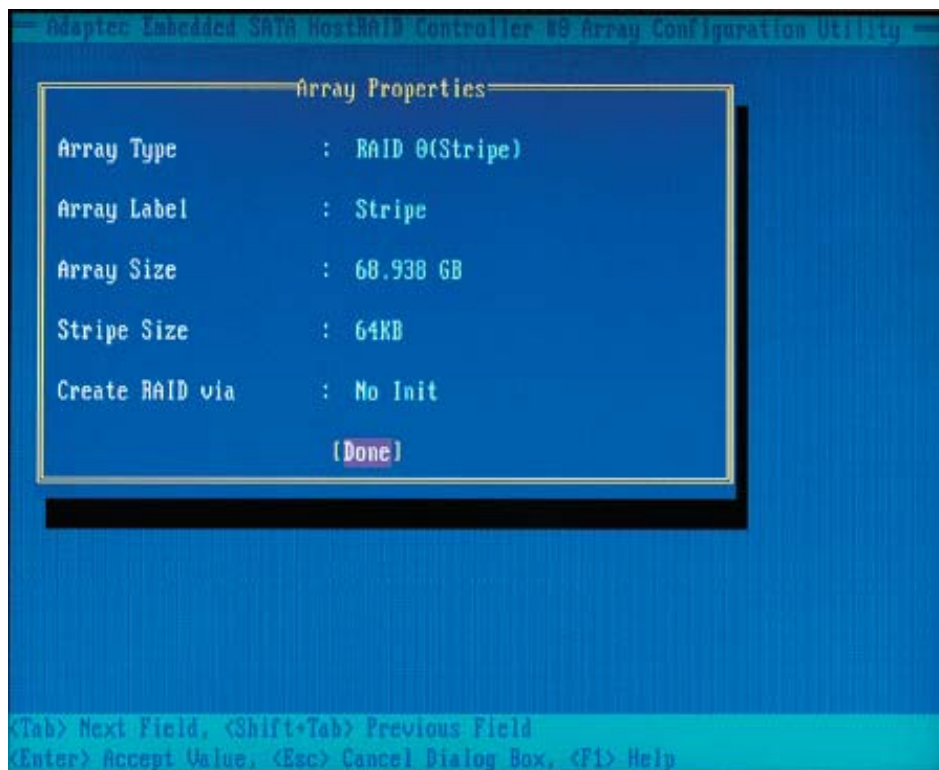 Adaptec Embedded SATA HostRAID Controller #0 Array Configuration Utility
Array Properties
Array Type : RAID 0(Stripe)
Array Label : Stripe
Array Size : 68.938 GB
Stripe Size : 64KB
Create RAID via : No Init
[Done]
<Tab> Next Field, <Shift+Tab> Previous Field
<Enter> Accept Value, <Esc> Cancel Dialog Box, <F1> Help